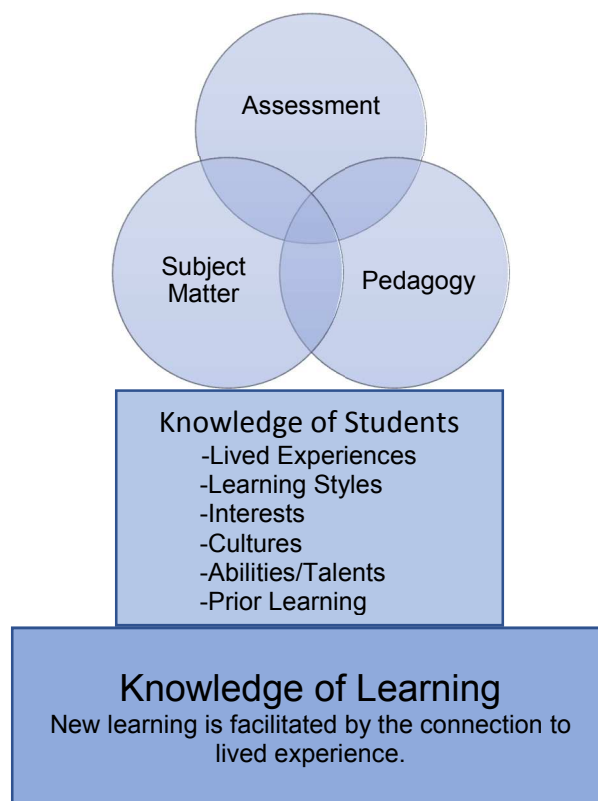 Assessment
Subject
Matter
Pedagogy
Knowledge of Students
-Lived Experiences
-Learning Styles
-Interests
-Cultures
-Abilities/Talents
-Prior Learning
Knowledge of Learning
New learning is facilitated by the connection to
lived experience.